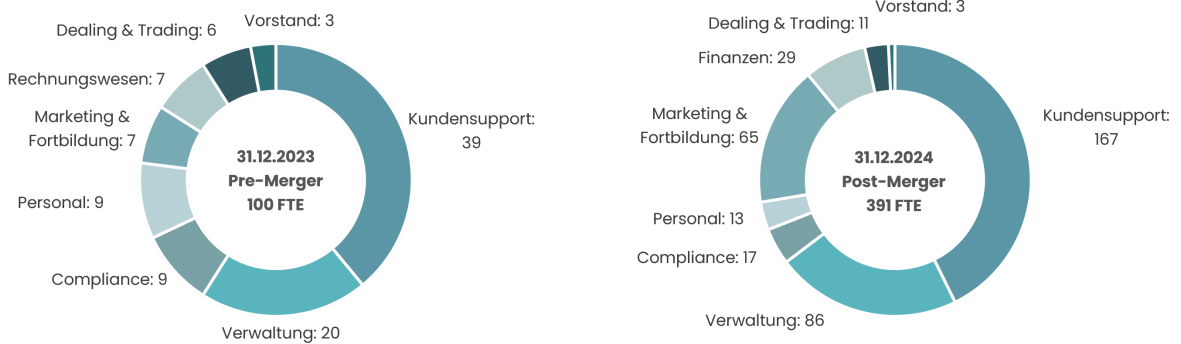 Vorstand: 3
Dealing & Trading: 6
Rechnungswesen: 7
Marketing &
Fortbildung: 7
Personal: 9
Compliance: 9
Verwaltung: 20
Kundensupport:
39
31.12.2023
Pre-Merger
100 FTE
Vorstand: 3
Dealing & Trading: 11
Finanzen: 29
Marketing &
Fortbildung: 65
Personal: 13
Compliance: 17
Verwaltung: 86
Kundensupport:
167
31.12.2024
Post-Merger
391 FTE